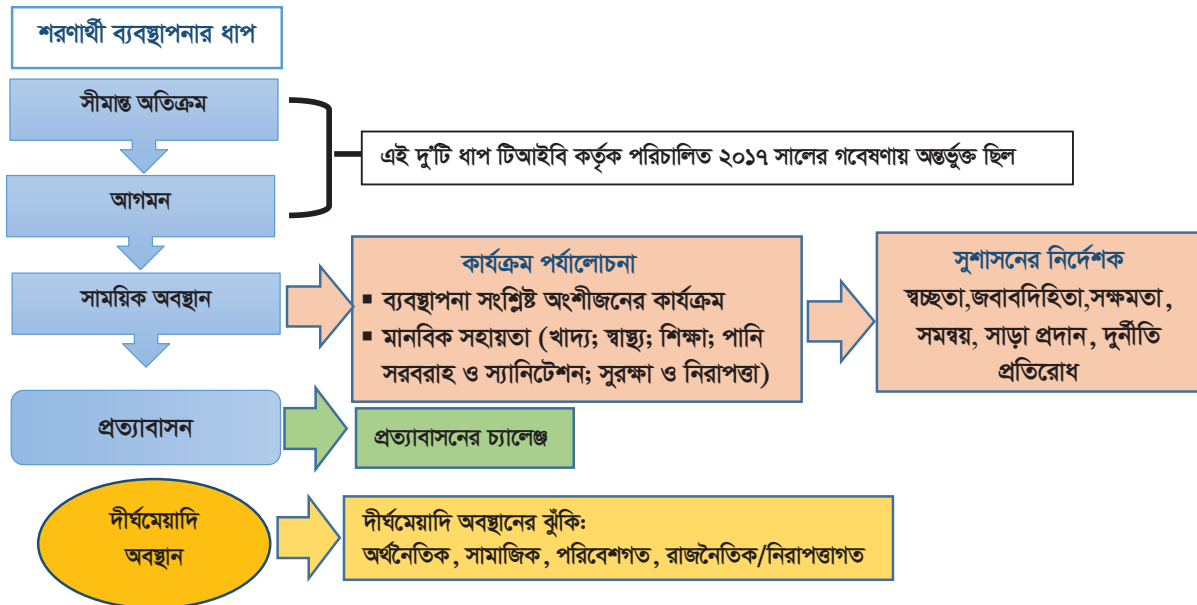 শরণার্থী ব্যবস্থাপনার ধাপ
সীমান্ত অতিক্রম
এই দু'টি ধাপ টিআইবি কর্তৃক পরিচালিত ২০১৭ সালের গবেষণায় অন্তর্ভুক্ত ছিল
আগমন
সাময়িক অবস্থান
কার্যক্রম পর্যালোচনা
▪ ব্যবস্থাপনা সংশ্লিষ্ট অংশীজনের কার্যক্রম
▪ মানবিক সহায়তা (খাদ্য; স্বাস্থ্য; শিক্ষা; পানি
সরবরাহ ও স্যানিটেশন; সুরক্ষা ও নিরাপত্তা)
সুশাসনের নির্দেশক
স্বচ্ছতা,জবাবদিহিতা,সক্ষমতা,
সমন্বয়, সাড়া প্রদান, দুর্নীতি
প্রতিরোধ
প্রত্যাবাসন
প্রত্যাবাসনের চ্যালেঞ্জ
দীর্ঘমেয়াদি
অবস্থান
দীর্ঘমেয়াদি অবস্থানের ঝুঁকি:
অর্থনৈতিক, সামাজিক, পরিবেশগত, রাজনৈতিক/নিরাপত্তাগত